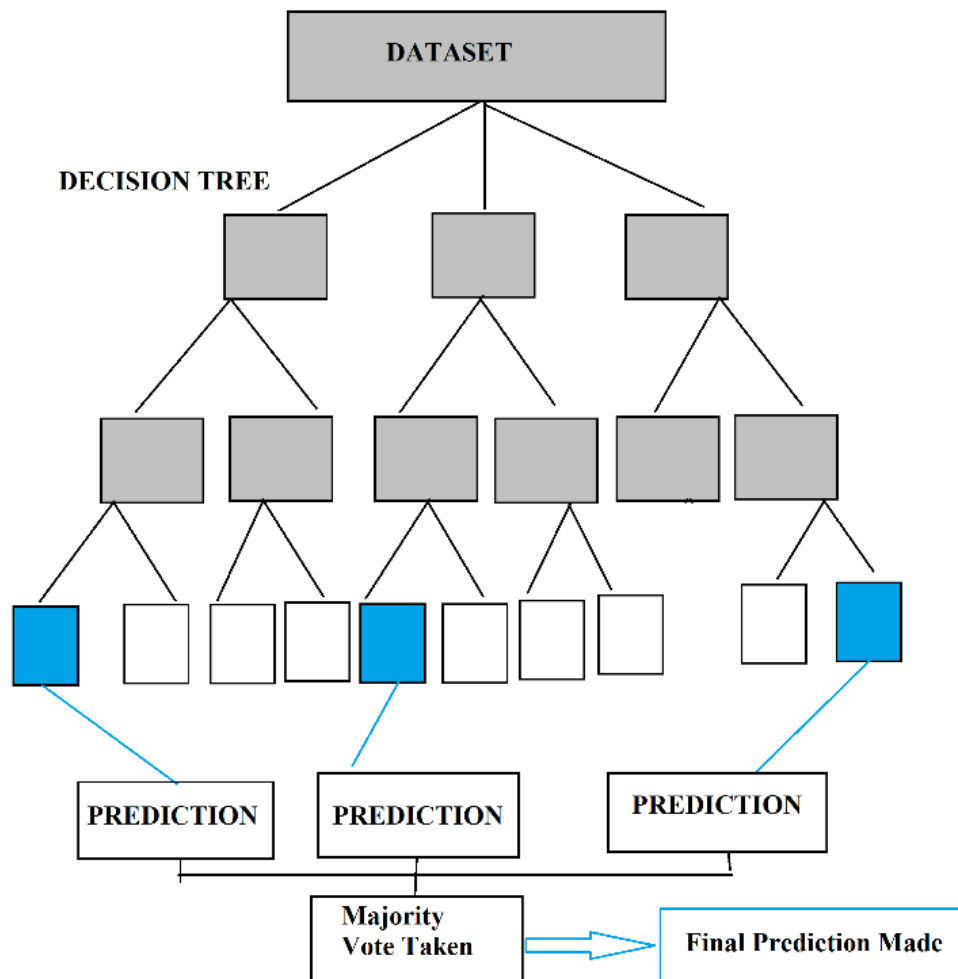 DATASET
DECISION TREE
PREDICTION
PREDICTION
PREDICTION
Majority
Vote Taken
Final Prediction Made